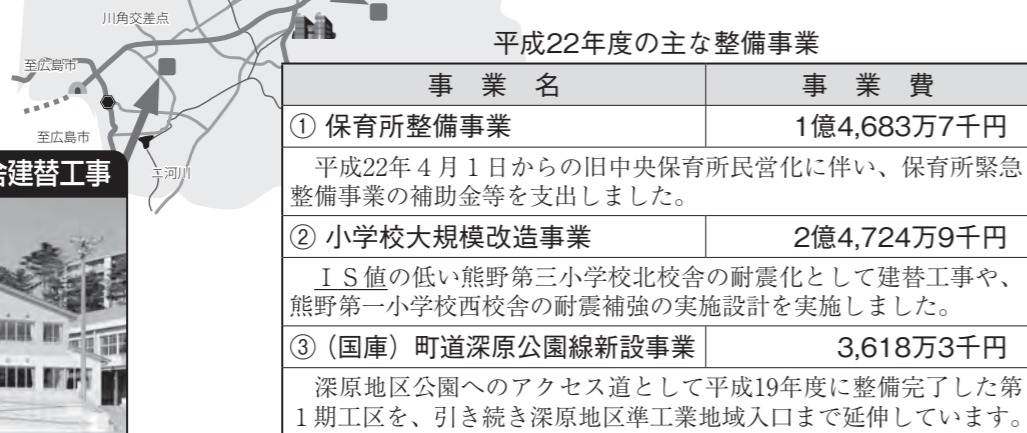 川角交差点
至広島市
至広島市
二河川
舎建替工事
平成22年度の主な整備事業
事業名 事業費
① 保育所整備事業 1億4,683万7千円
平成22年4月1日からの旧中央保育所民営化に伴い、保育所緊急
整備事業の補助金等を支出しました。
② 小学校大規模改造事業 2億4,724万9千円
ＩＳ値の低い熊野第三小学校北校舎の耐震化として建替工事や、
熊野第一小学校西校舎の耐震補強の実施設計を実施しました。
③（国庫）町道深原公園線新設事業 3,618万3千円
深原地区公園へのアクセス道として平成19年度に整備完了した第
１期工区を、引き続き深原地区準工業地域入口まで延伸しています。